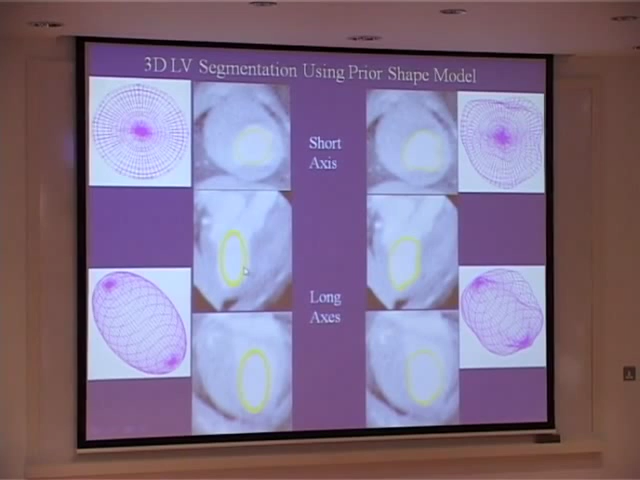 3D LV Segmentation Using Prior Shape Model
Short
Axis
Long
Axes